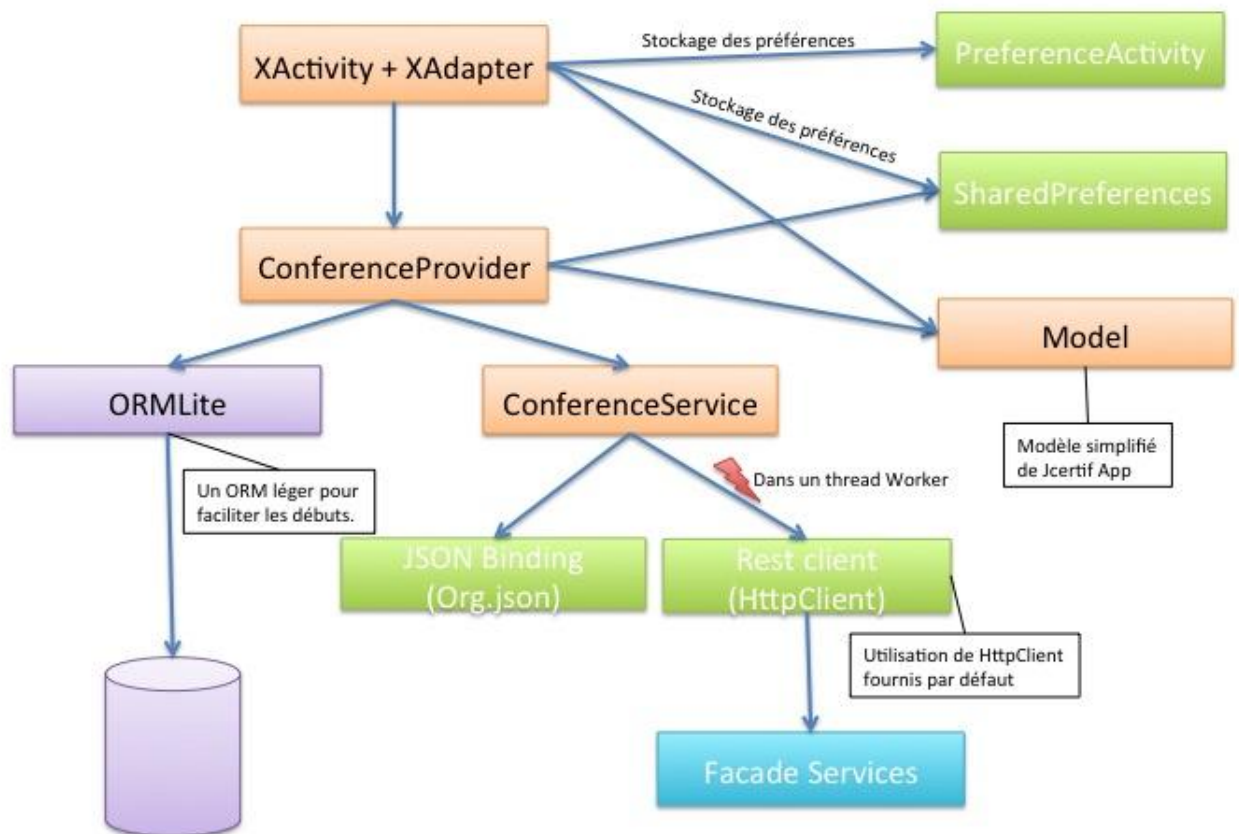 Stockage des préférences
XActivity + XAdapter
PreferenceActivity
Stockage des préférences
SharedPreferences
ConferenceProvider
Model
ORMLite
ConferenceService
Modèle simplifié
de Jcertif App
Un ORM léger pour
faciliter les débuts.
Dans un thread Worker
JSON Binding
(Org.json)
Rest client
(HttpClient)
Utilisation de HttpClient
fournis par défaut
Facade Services